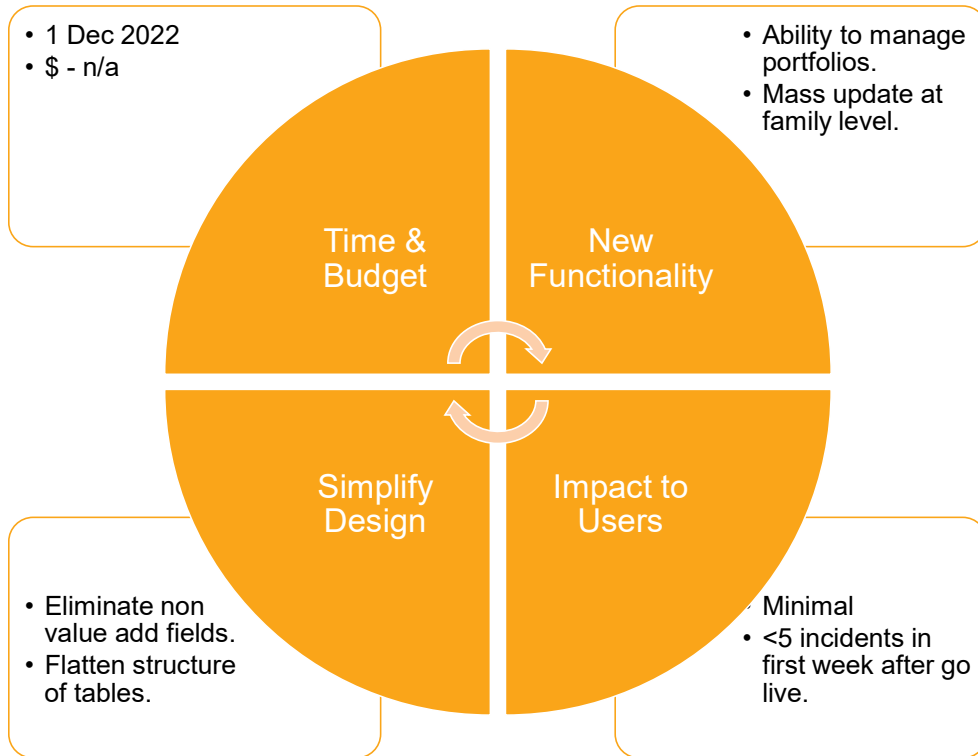 • 1 Dec 2022
• $ - n/a
• Ability to manage
portfolios.
• Mass update at
family level.
Time &
Budget
New
Functionality
Simplify
Design
Impact to
Users
• Eliminate non
value add fields.
• Flatten structure
of tables.
• Minimal
• <5 incidents in
first week after go
live.